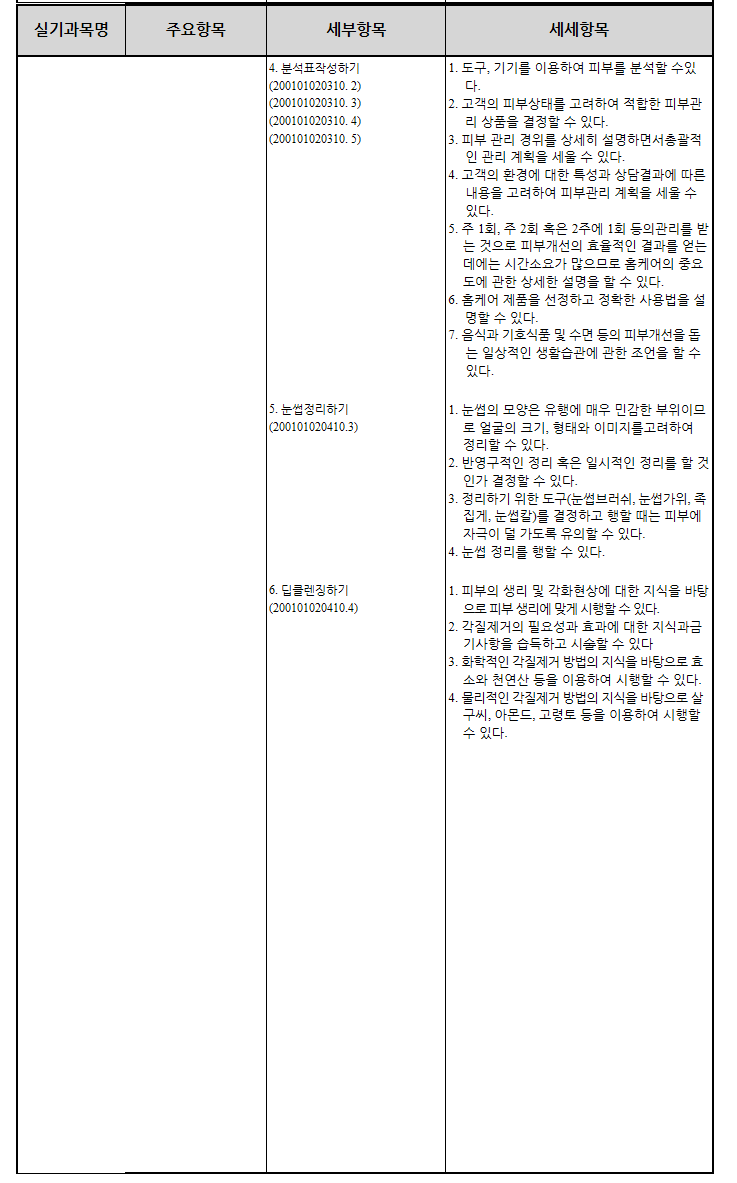 실기과목명 주요항목 세부항목 세세항목
4. 분석표작성하기
(200101020310. 2)
(200101020310. 3)
(200101020310. 4)
(200101020310. 5)
1. 도구, 기기를 이용하여 피부를 분석할 수있
다.
2. 고객의 피부상태를 고려하여 적합한 피부관
리 상품을 결정할 수 있다.
3. 피부 관리 경위를 상세히 설명하면서총괄적
인 관리 계획을 세울 수 있다.
4. 고객의 환경에 대한 특성과 상담결과에 따른
내용을 고려하여 피부관리 계획을 세울 수
있다.
5. 주 1회, 주 2회 혹은 2주에 1회 등의관리를 받
는 것으로 피부개선의 효율적인 결과를 얻는
데에는 시간소요가 많으므로 홈케어의 중요
도에 관한 상세한 설명을 할 수 있다.
6. 홈케어 제품을 선정하고 정확한 사용법을 설
명할 수 있다.
7. 음식과 기호식품 및 수면 등의 피부개선을 돕
는 일상적인 생활습관에 관한 조언을 할 수
있다.
5. 눈썹정리하기
(200101020410.3)
1. 눈썹의 모양은 유행에 매우 민감한 부위이므
로 얼굴의 크기, 형태와 이미지를고려하여
정리할 수 있다.
2. 반영구적인 정리 혹은 일시적인 정리를 할 것
인가 결정할 수 있다.
3. 정리하기 위한 도구(눈썹브러쉬, 눈썹가위, 족
집게, 눈썹칼)를 결정하고 행할 때는 피부에
자극이 덜 가도록 유의할 수 있다.
4. 눈썹 정리를 행할 수 있다.
6. 딥클렌징하기
(200101020410.4)
1. 피부의 생리 및 각화현상에 대한 지식을 바탕
으로 피부 생리에 맞게 시행할 수 있다.
2. 각질제거의 필요성과 효과에 대한 지식과금
기사항을 습득하고 시술할 수 있다
3. 화학적인 각질제거 방법의 지식을 바탕으로 효
소와 천연산 등을 이용하여 시행할 수 있다.
4. 물리적인 각질제거 방법의 지식을 바탕으로 살
구씨, 아몬드, 고령토 등을 이용하여 시행할
수 있다.